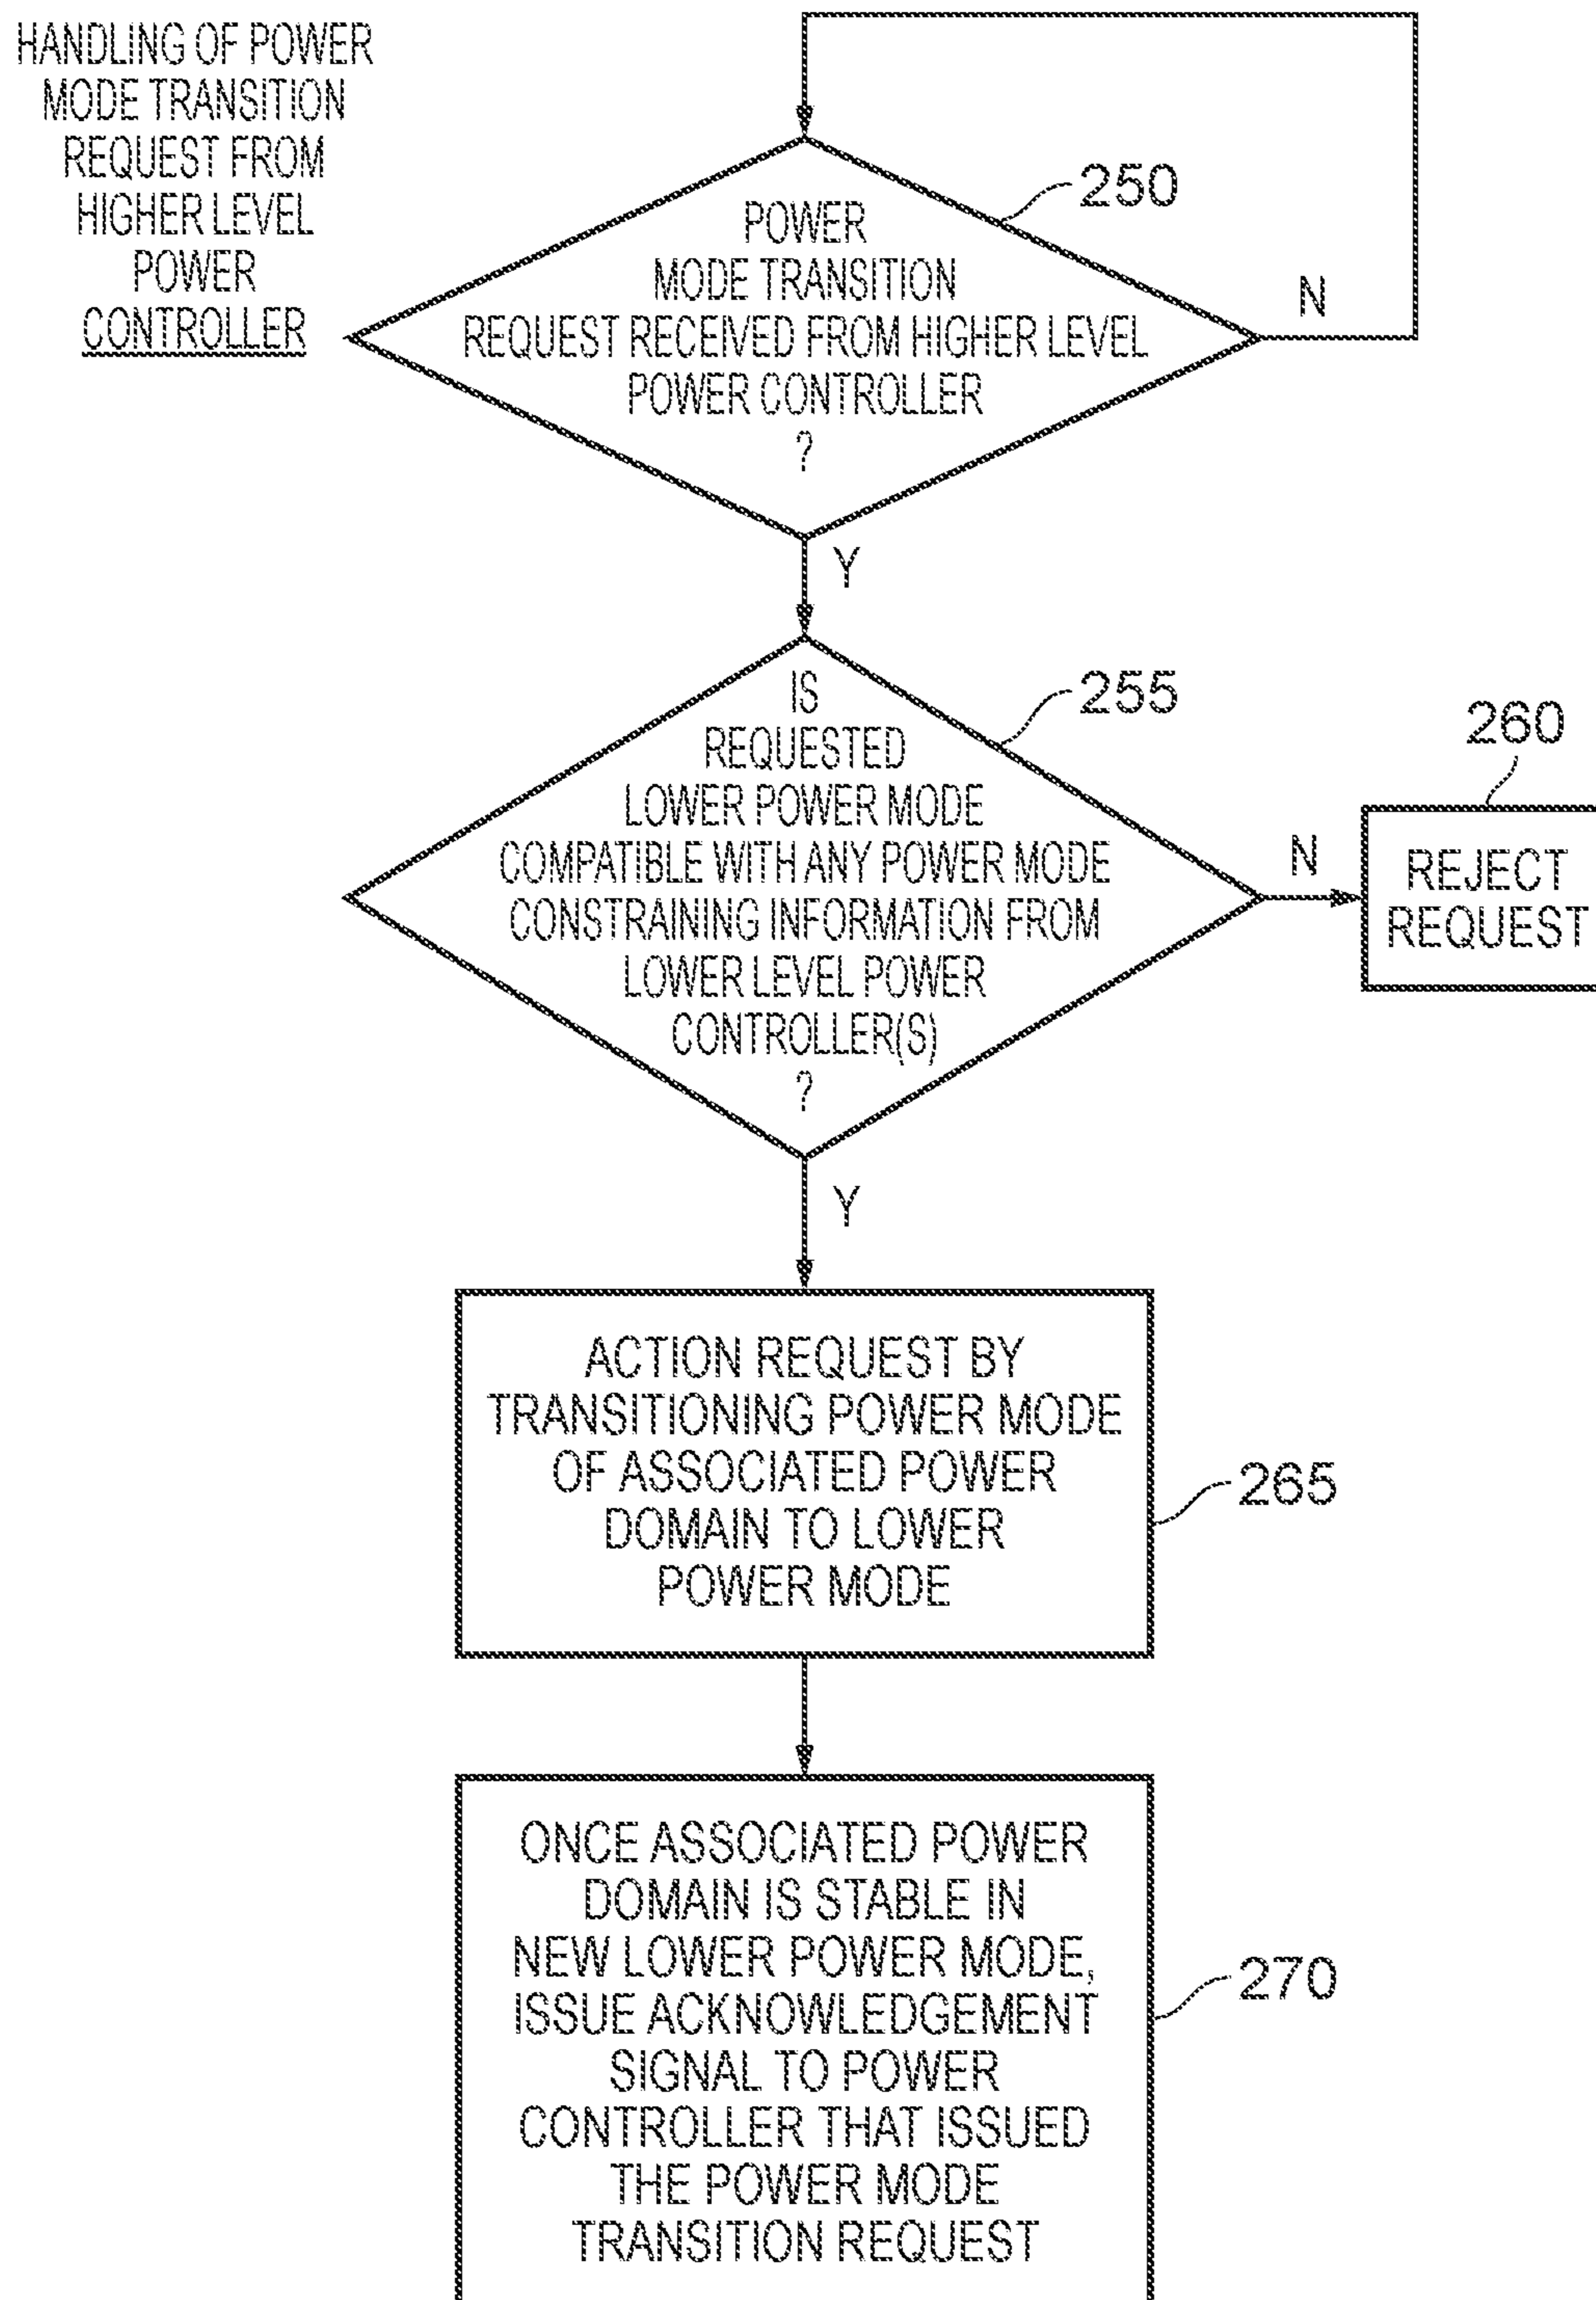 HANDLING OF POWER
MODE TRANSITION
REQUEST FROM
HIGHER LEVEL
POWER
CONTROLLER
250
POWER
MODE TRANSITION
REQUEST RECEIVED FROM HIGHER LEVEL
POWER CONTROLLER
?
N
Y
255
IS
REQUESTED
LOWER POWER MODE
COMPATIBLE WITH ANY POWER MODE
CONSTRAINING INFORMATION FROM
LOWER LEVEL POWER
CONTROLLER(S)
?
N
260
REJECT
REQUEST
Y
ACTION REQUEST BY
TRANSITIONING POWER MODE
OF ASSOCIATED POWER
DOMAIN TO LOWER
POWER MODE
265
ONCE ASSOCIATED POWER
DOMAIN IS STABLE IN
NEW LOWER POWER MODE,
ISSUE ACKNOWLEDGEMENT
SIGNAL TO POWER
CONTROLLER THAT ISSUED
THE POWER MODE
TRANSITION REQUEST
270